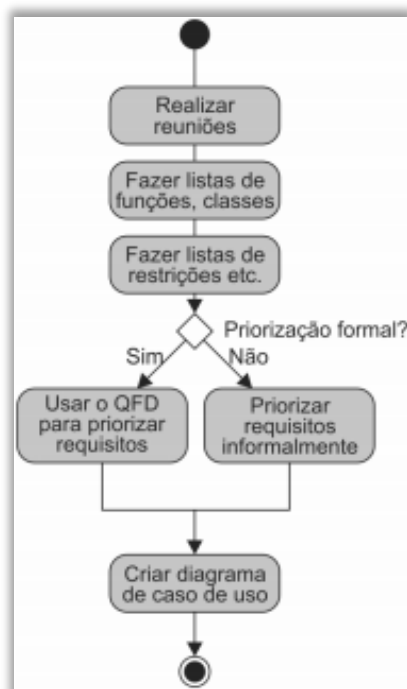 Realizar
reuniões
Fazer listas de
funções, classes
Fazer listas de
restrições etc.
Priorização formal?
Sim
Não
Usar o QFD
para priorizar
requisitos
Priorizar
requisitos
informalmente
Criar diagrama
de caso de uso